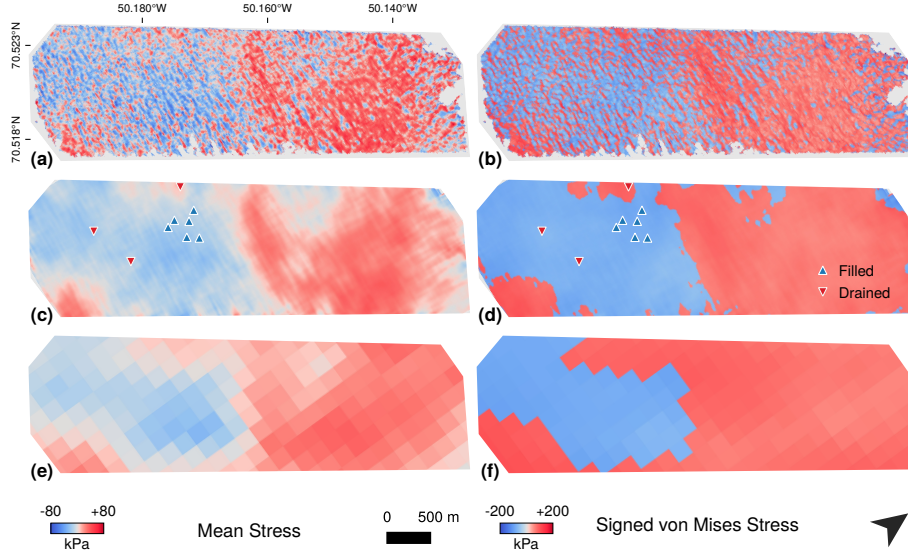 50.180°W 50.160°W 50.140°W
70.523°N
70.518°N
(a) (b)
(c) (d)
Filled
Drained
(e) (f)
-80 +80
kPa
Mean Stress
0 500 m
-200 +200
kPa
Signed von Mises Stress